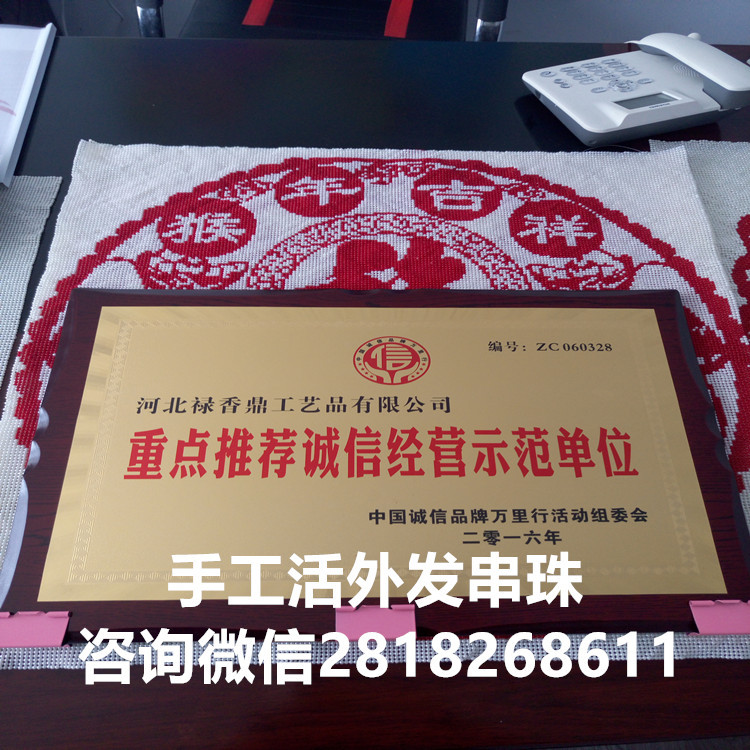 猴年吉祥
编号：ZC 060328
河北禄香鼎工艺品有限公司
重点推荐诚信经营示范单位
中国诚信品牌万里行活动组委会
二零一六年
手工活外发串珠
咨询微信2818268611